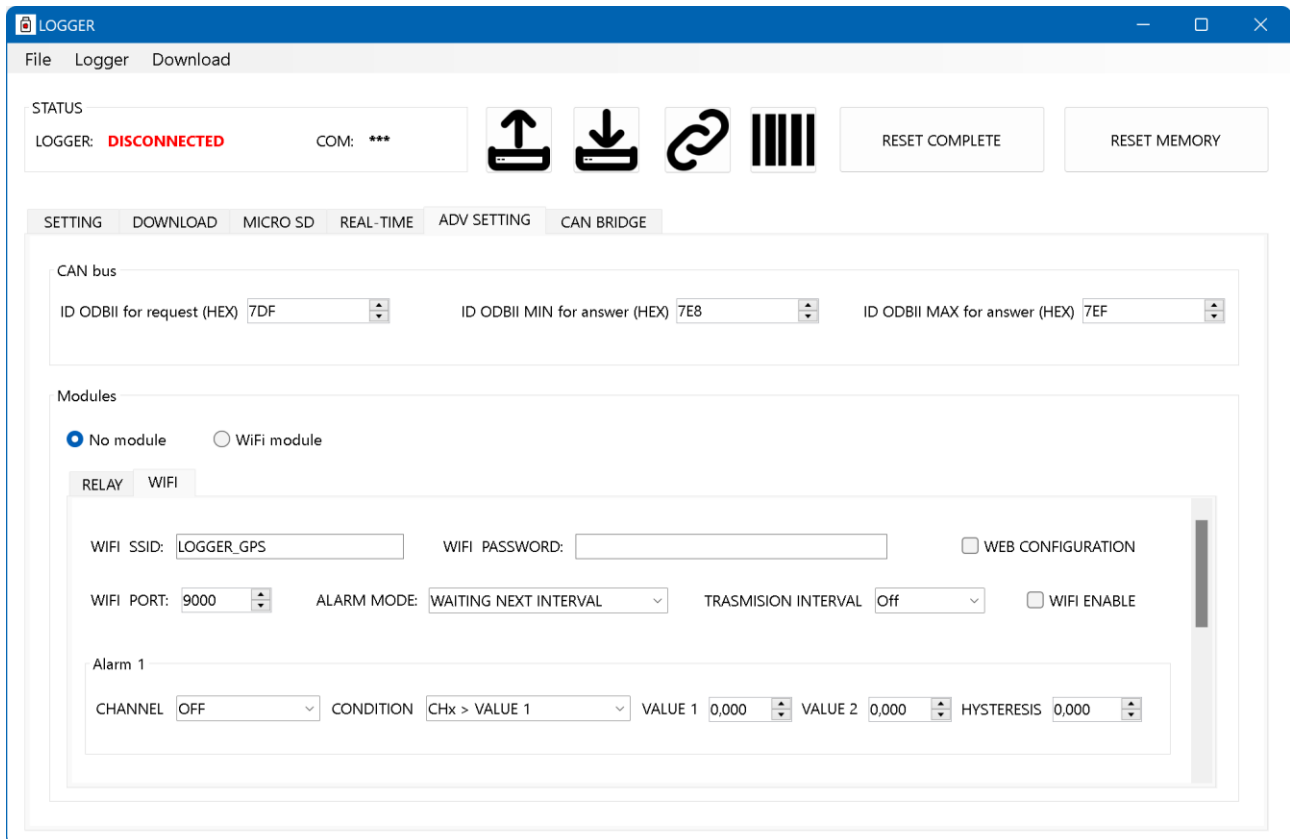 LOGGER
File Logger Download
STATUS
LOGGER: DISCONNECTED COM: ***
RESET COMPLETE RESET MEMORY
SETTING DOWNLOAD MICRO SD REAL-TIME ADV SETTING CAN BRIDGE
CAN bus
ID ODBII for request (HEX) 7DF ID ODBII MIN for answer (HEX) 7E8 ID ODBII MAX for answer (HEX) 7EF
Modules
No module WiFi module
RELAY WIFI
WIFI SSID: LOGGER_GPS WIFI PASSWORD: WEB CONFIGURATION
WIFI PORT: 9000 ALARM MODE: WAITING NEXT INTERVAL TRASMISION INTERVAL Off WIFI ENABLE
Alarm 1
CHANNEL OFF CONDITION CHx > VALUE 1 VALUE 1 0,000 VALUE 2 0,000 HYSTERESIS 0,000